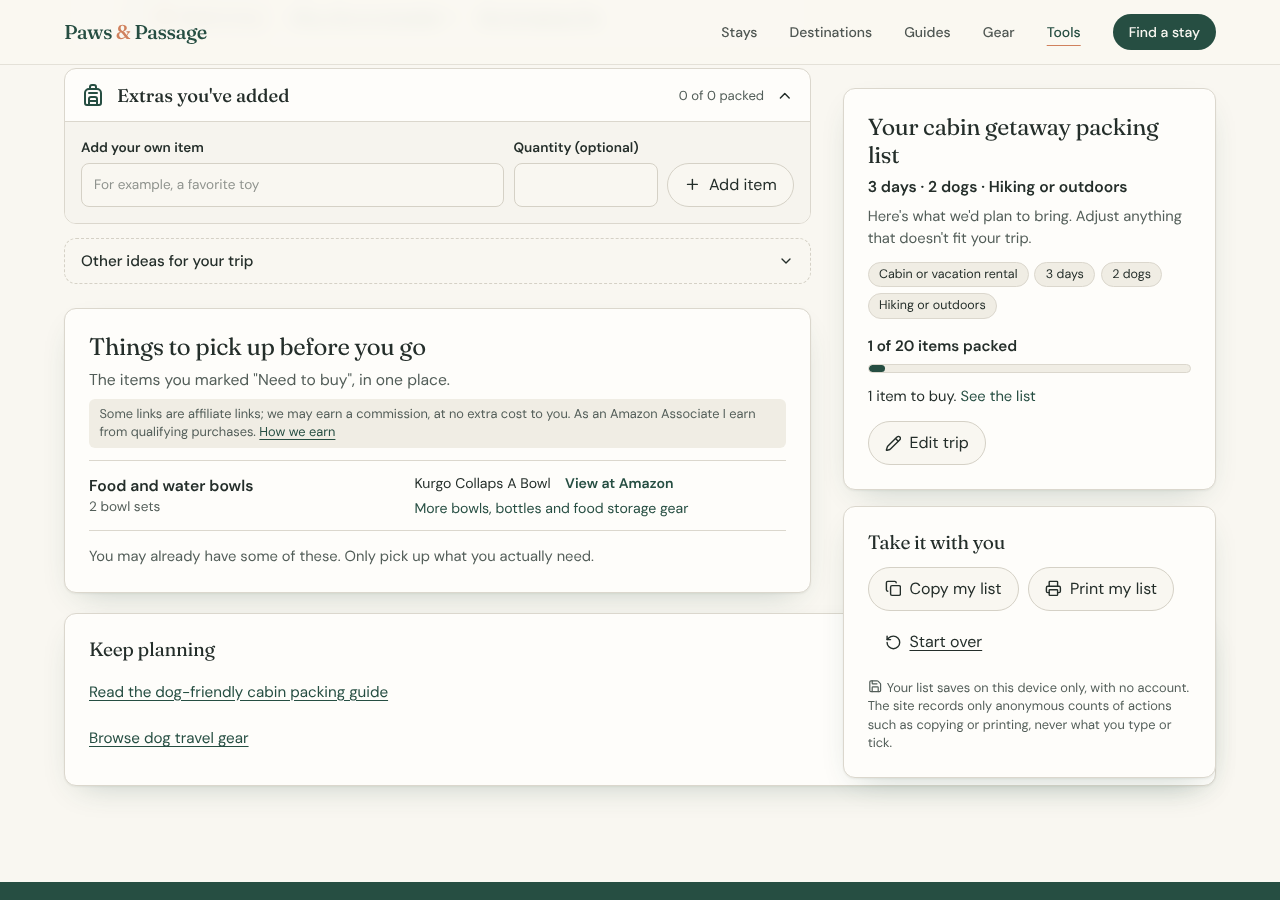 Paws & Passage
Stays
Destinations
Guides
Gear
Tools
Find a stay
Extras you've added
0 of 0 packed
Add your own item
Quantity (optional)
For example, a favorite toy
Add item
Other ideas for your trip
Things to pick up before you go
The items you marked "Need to buy", in one place.
Some links are affiliate links; we may earn a commission, at no extra cost to you. As an Amazon Associate I earn
from qualifying purchases. How we earn
Food and water bowls
2 bowl sets
Kurgo Collaps A Bowl View at Amazon
More bowls, bottles and food storage gear
You may already have some of these. Only pick up what you actually need.
Keep planning
Read the dog-friendly cabin packing guide
Browse dog travel gear
Your cabin getaway packing
list
3 days · 2 dogs · Hiking or outdoors
Here's what we'd plan to bring. Adjust anything
that doesn't fit your trip.
Cabin or vacation rental
3 days
2 dogs
Hiking or outdoors
1 of 20 items packed
1 item to buy. See the list
Edit trip
Take it with you
Copy my list
Print my list
Start over
Your list saves on this device only, with no account.
The site records only anonymous counts of actions
such as copying or printing, never what you type or
tick.